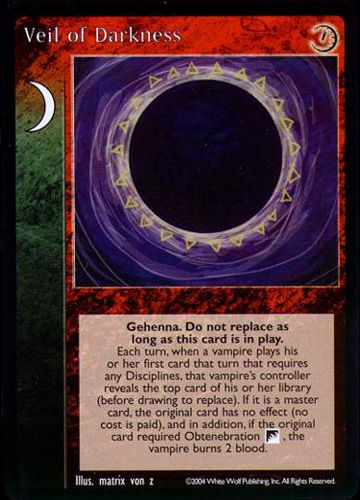 Veil of Darkness
Gehenna. Do not replace as
long as this card is in play.
Each turn, when a vampire plays his
or her first card that turn that requires
any Disciplines, that vampire's controller
reveals the top card of his or her library
(before drawing to replace). If it is a master
card, the original card has no effect (no
cost is paid), and in addition, if the original
card required Obtenebration , the
vampire burns 2 blood.
Illus. matrix von z
©2004 White Wolf Publishing, Inc. All Rights Reserved.